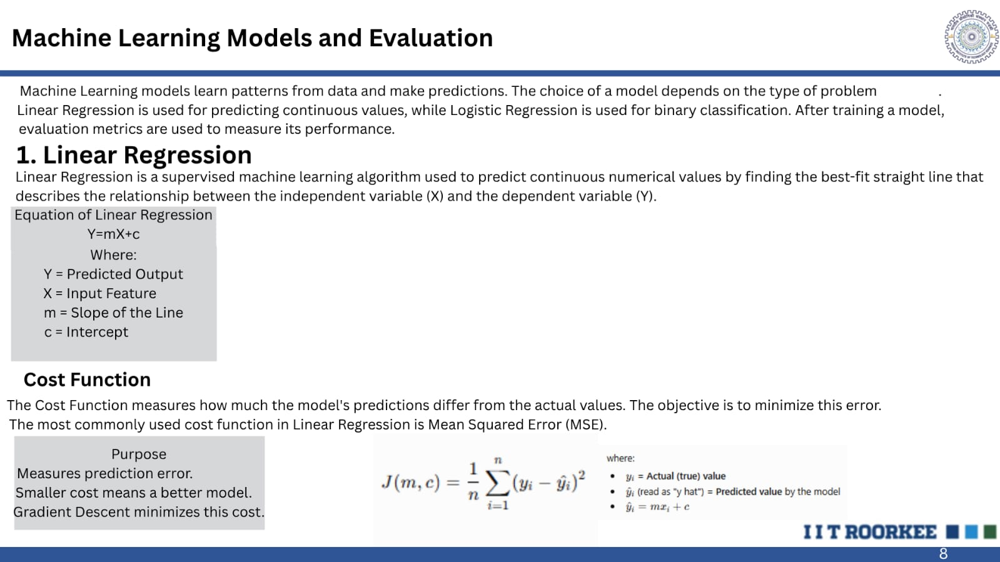 Machine Learning Models and Evaluation
Machine Learning models learn patterns from data and make predictions. The choice of a model depends on the type of problem .
Linear Regression is used for predicting continuous values, while Logistic Regression is used for binary classification. After training a model,
evaluation metrics are used to measure its performance.
1. Linear Regression
Linear Regression is a supervised machine learning algorithm used to predict continuous numerical values by finding the best-fit straight line that
describes the relationship between the independent variable (X) and the dependent variable (Y).
Equation of Linear Regression
Y=mX+c
Where:
Y = Predicted Output
X = Input Feature
m = Slope of the Line
c = Intercept
Cost Function
The Cost Function measures how much the model's predictions differ from the actual values. The objective is to minimize this error.
The most commonly used cost function in Linear Regression is Mean Squared Error (MSE).
Purpose
Measures prediction error.
Smaller cost means a better model.
Gradient Descent minimizes this cost.
J(m, c) = \frac{1}{n} \sum_{i=1}^{n} (y_i − ŷ_i)^2
where:
• y_i = Actual (true) value
• ŷ_i (read as "y hat") = Predicted value by the model
• ŷ_i = mx_i + c
IIT ROORKEE
8